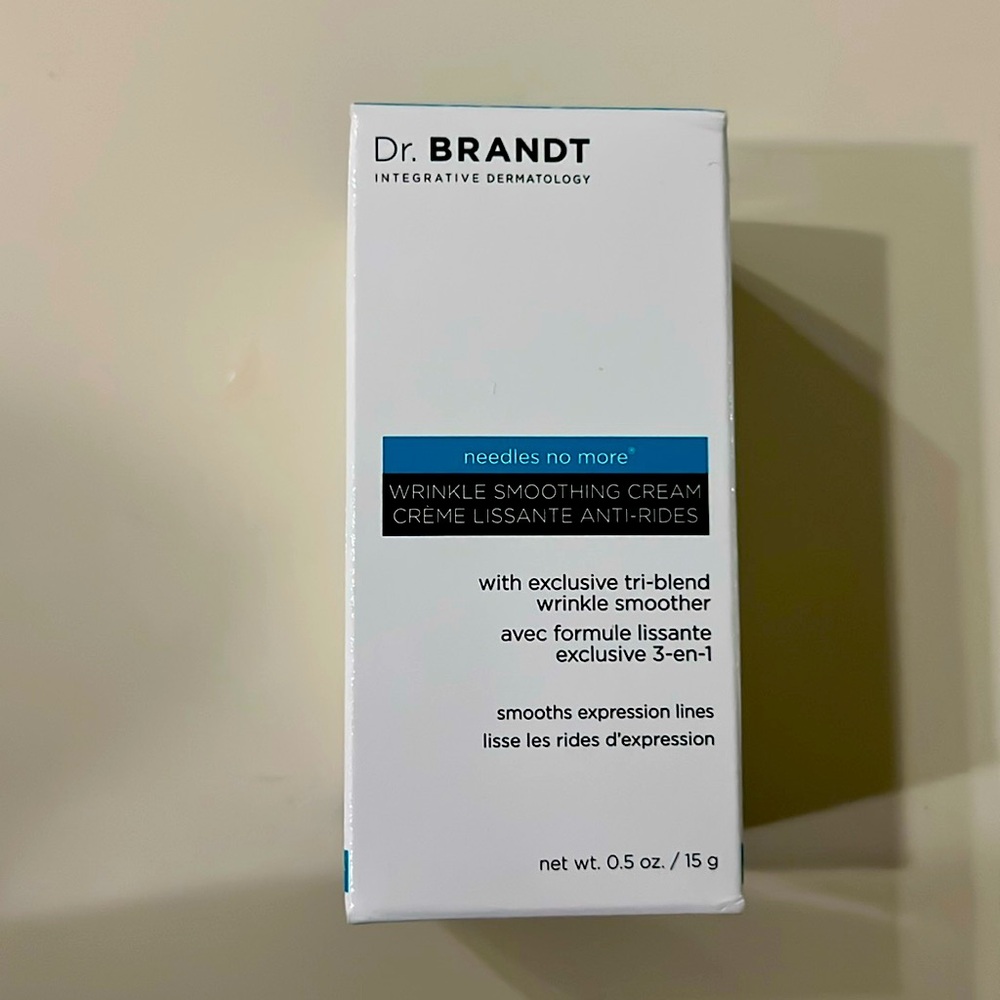 Dr. BRANDT
INTEGRATIVE DERMATOLOGY
needles no more®
WRINKLE SMOOTHING CREAM
CRÈME LISSANTE ANTI-RIDES
with exclusive tri-blend
wrinkle smoother
avec formule lissante
exclusive 3-en-1
smooths expression lines
lisse les rides d'expression
net wt. 0.5 oz. / 15 g